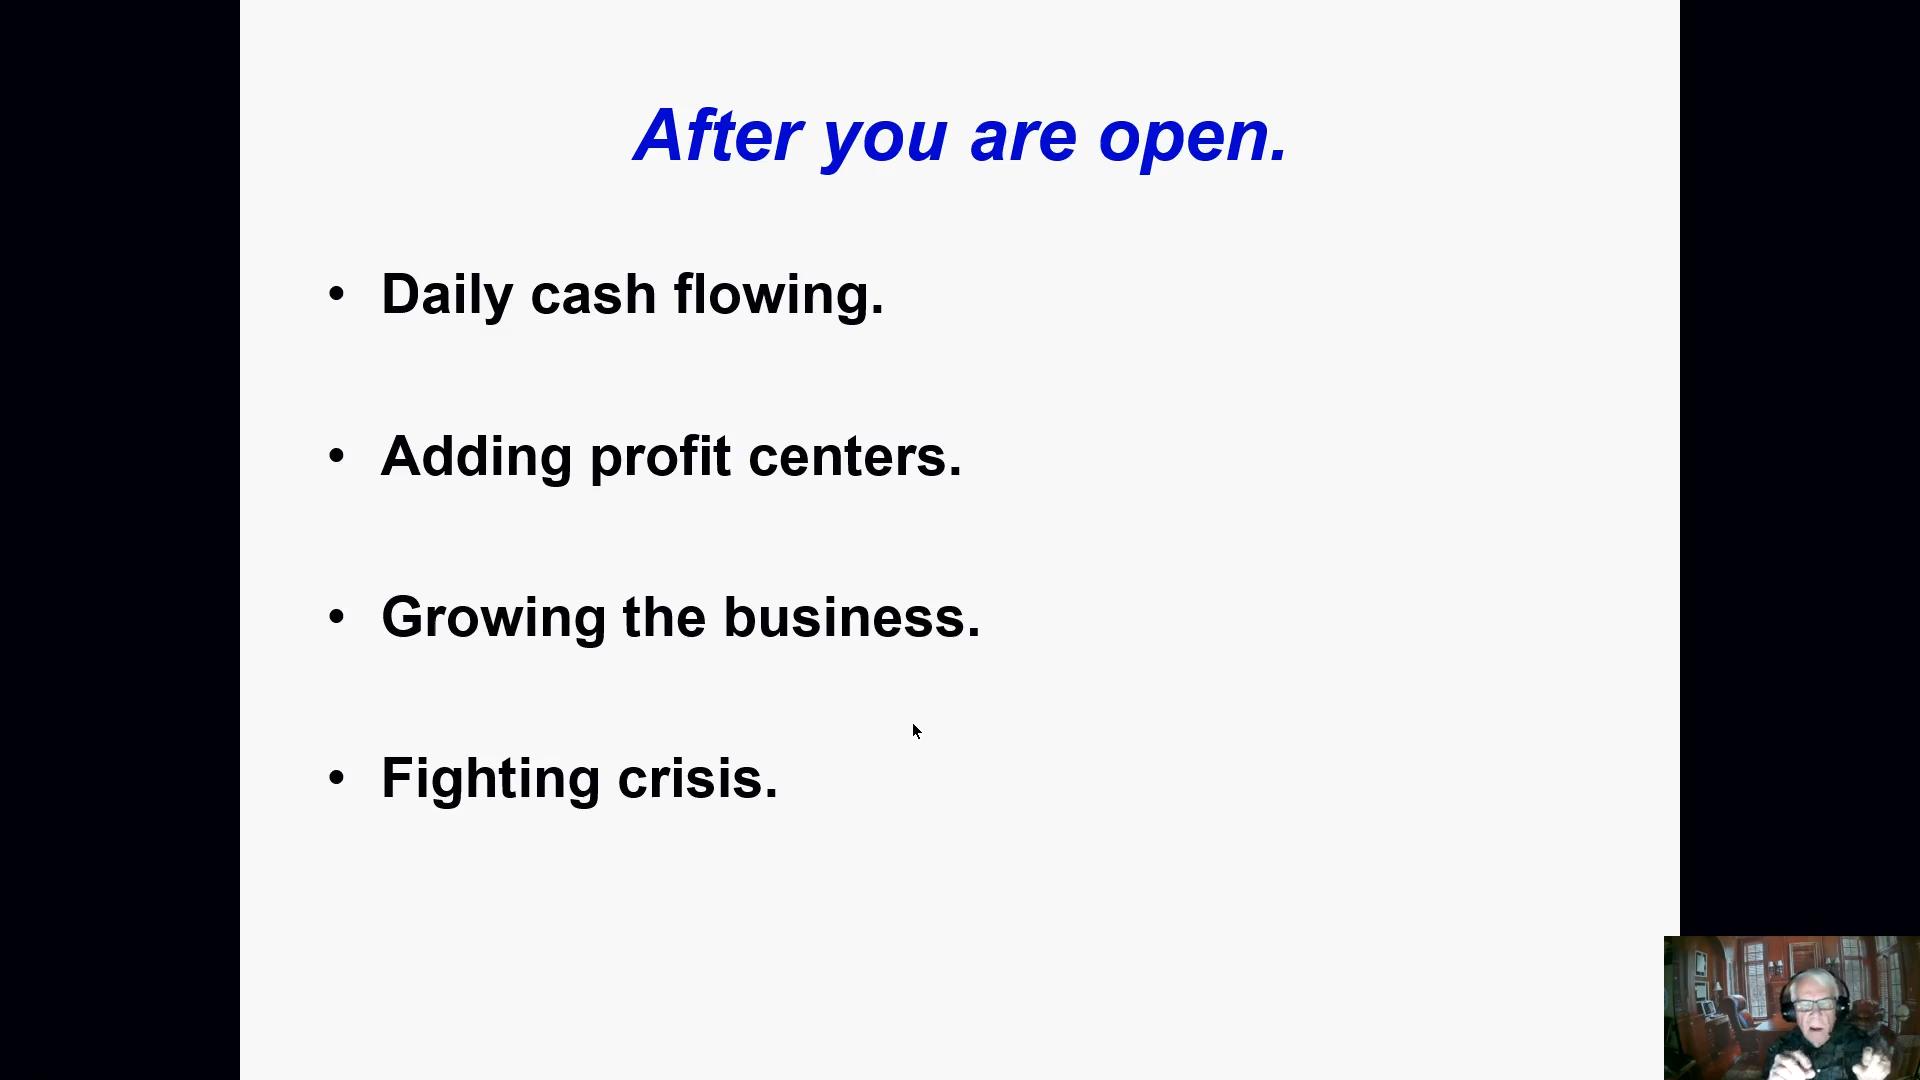 After you are open.
• Daily cash flowing.
• Adding profit centers.
• Growing the business.
• Fighting crisis.